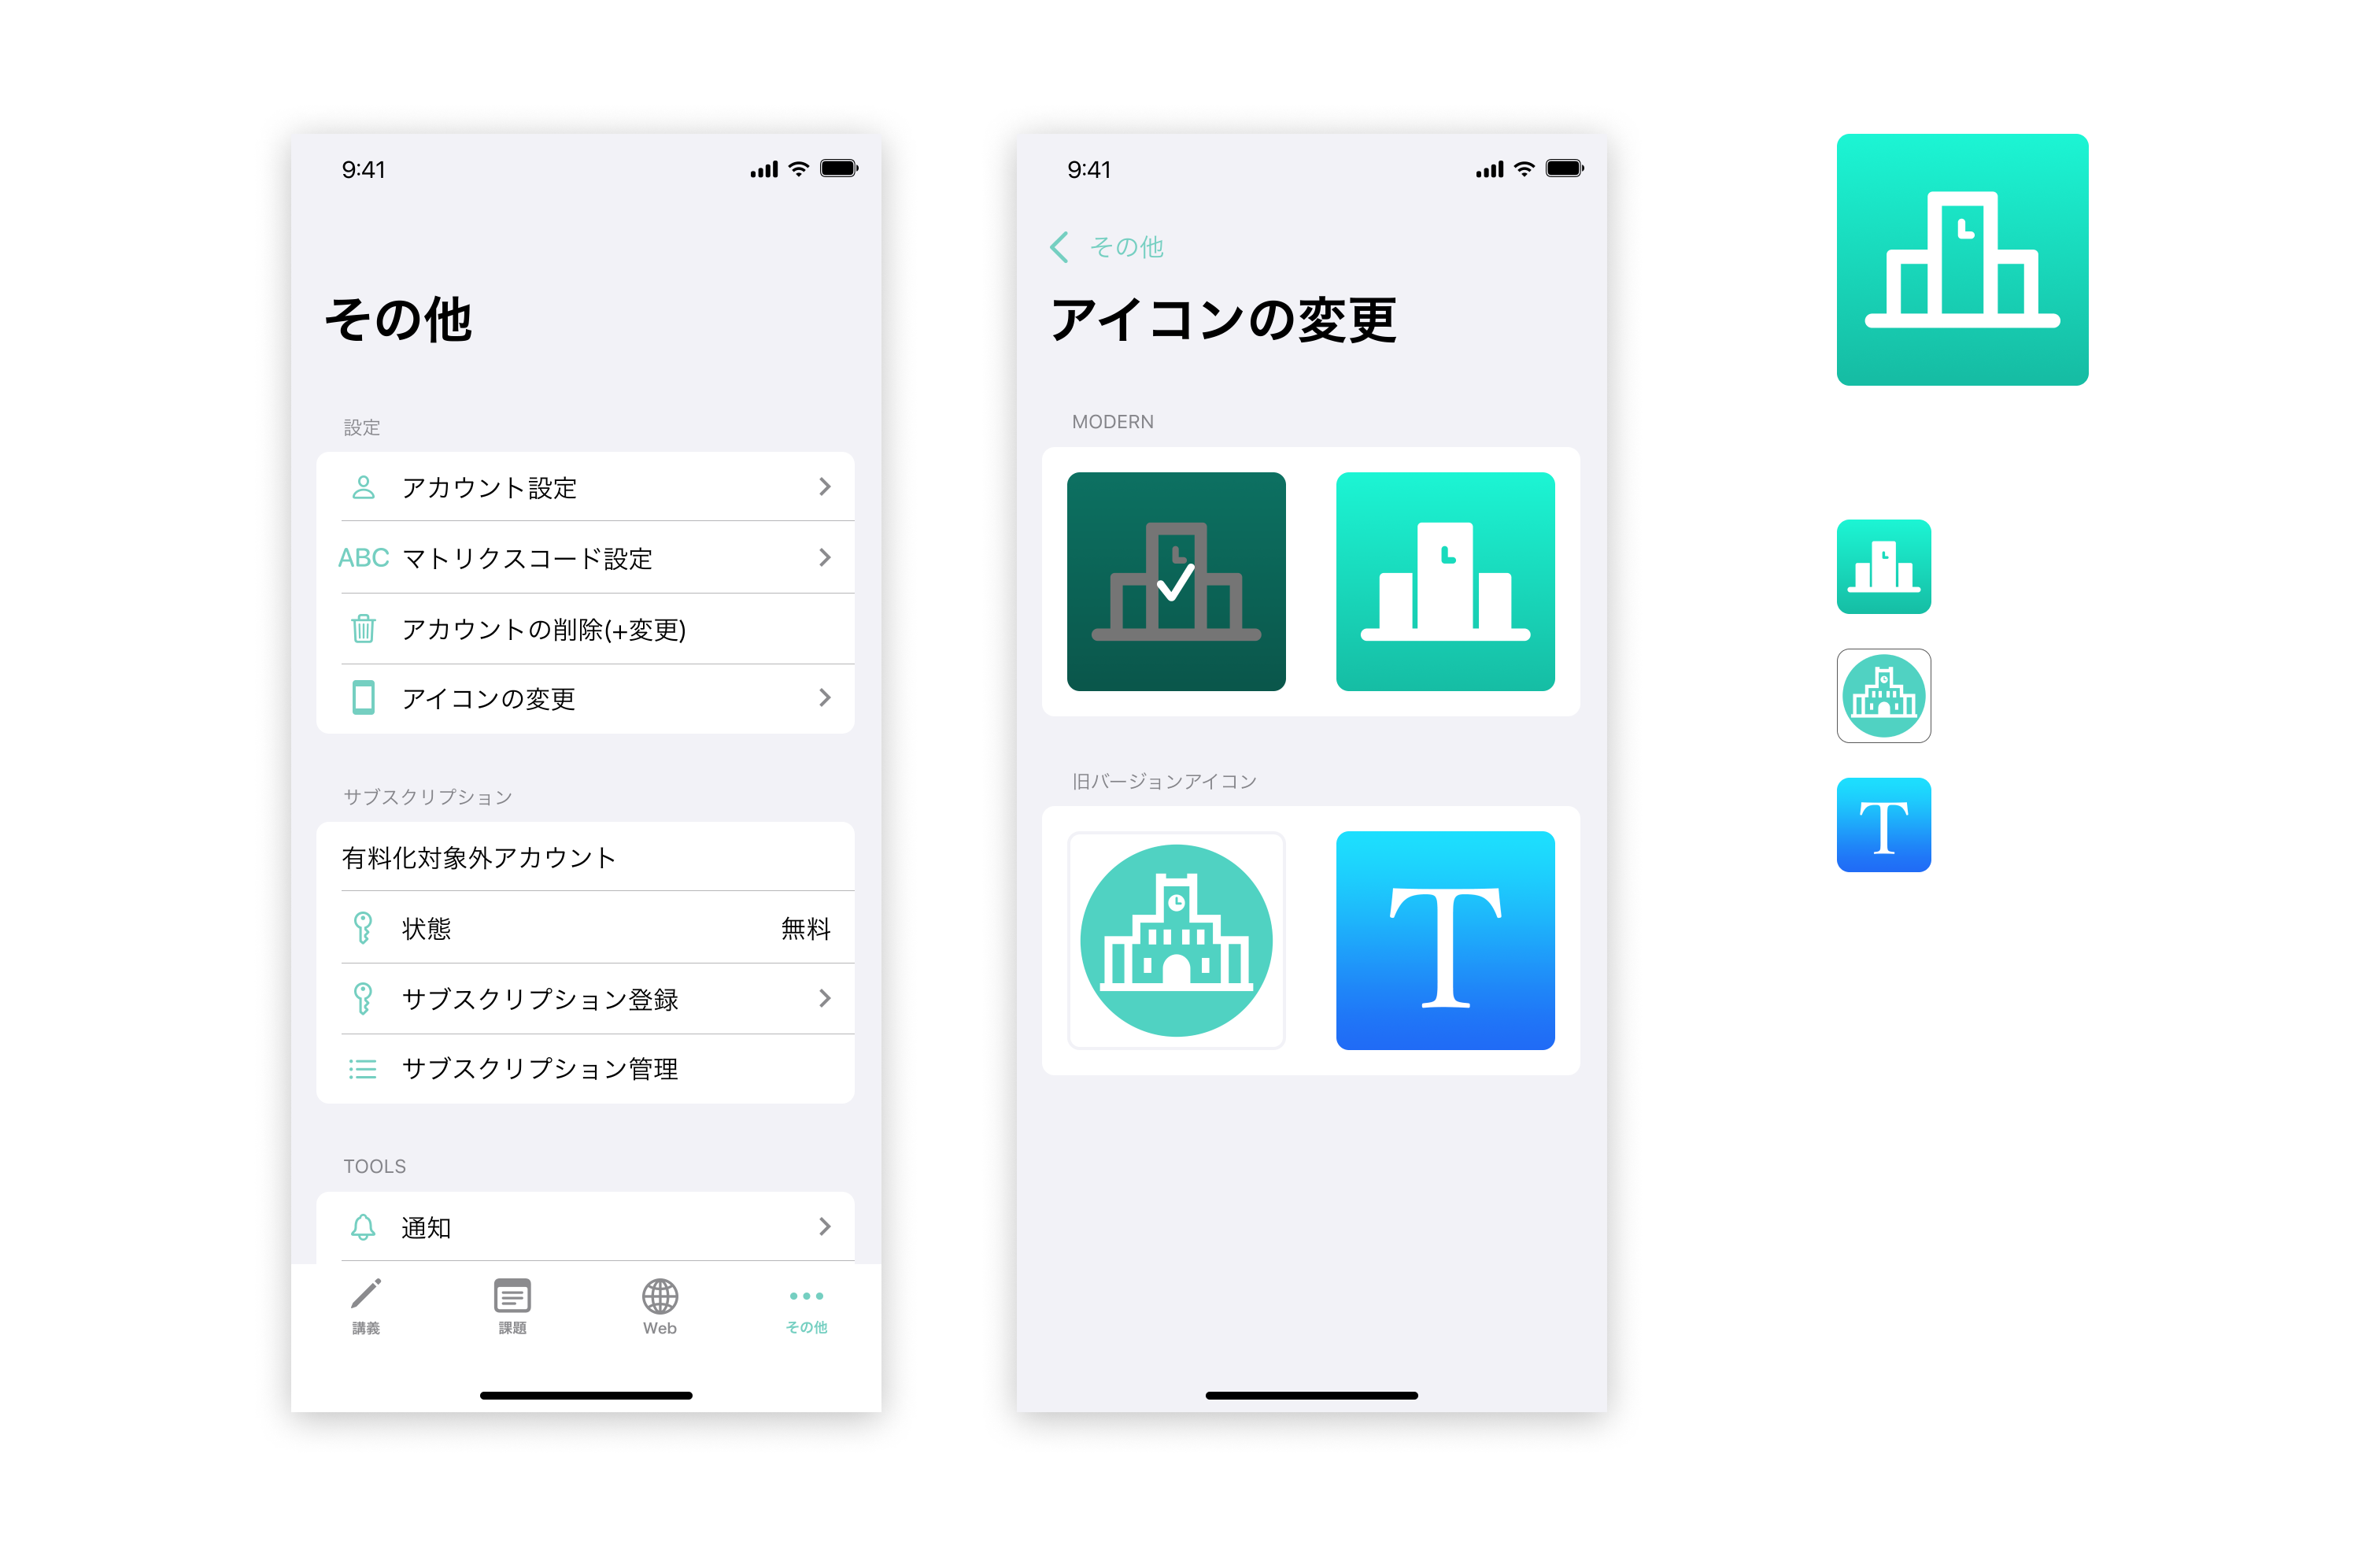 9:41
その他
設定
アカウント設定
ABC マトリクスコード設定
アカウントの削除(+変更)
アイコンの変更
サブスクリプション
有料化対象外アカウント
状態 無料
サブスクリプション登録
サブスクリプション管理
TOOLS
通知
講義 課題 Web その他
9:41
その他
アイコンの変更
MODERN
旧バージョンアイコン
T
T